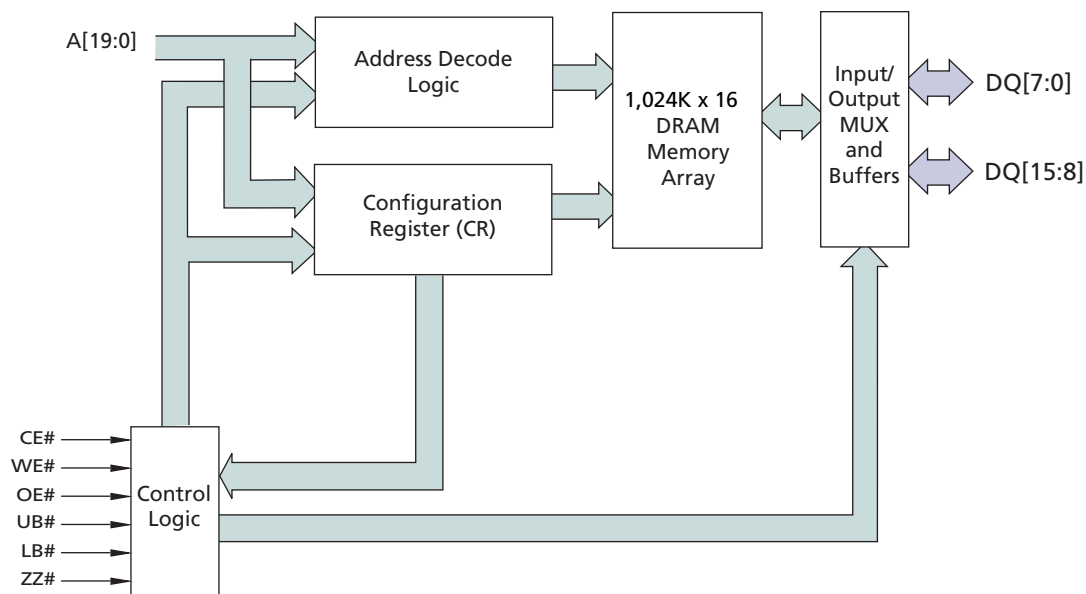 A[19:0]
Address Decode
Logic
1,024K x 16
DRAM
Memory
Array
Input/
Output
MUX
and
Buffers
DQ[7:0]
DQ[15:8]
Configuration
Register (CR)
CE#
WE#
OE#
UB#
LB#
ZZ#
Control
Logic